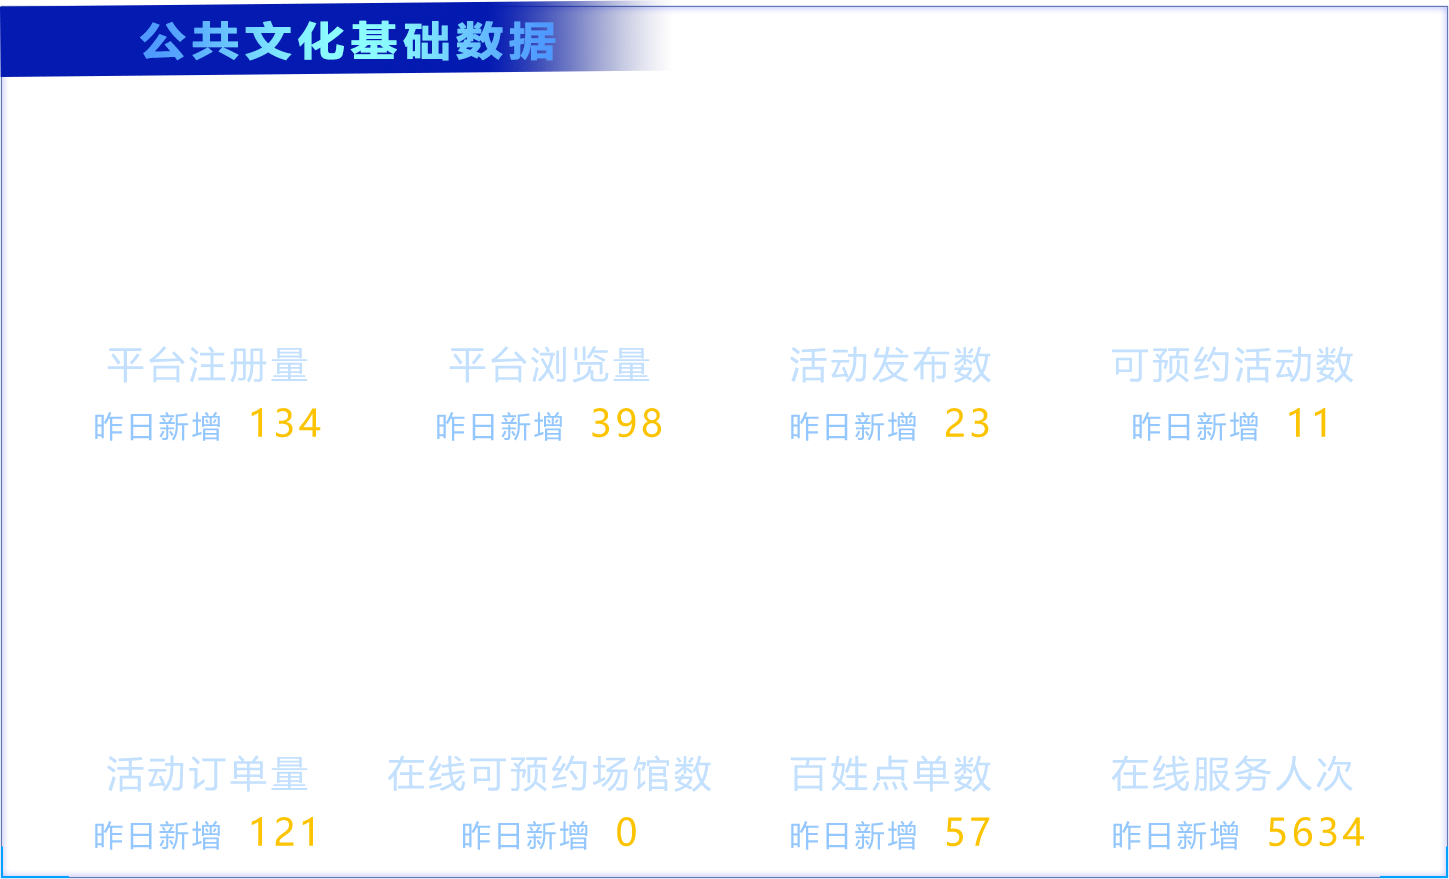 公共文化基础数据
平台注册量 平台浏览量 活动发布数 可预约活动数
昨日新增 134 昨日新增 398 昨日新增 23 昨日新增 11
活动订单量 在线可预约场馆数 百姓点单数 在线服务人次
昨日新增 121 昨日新增 0 昨日新增 57 昨日新增 5634